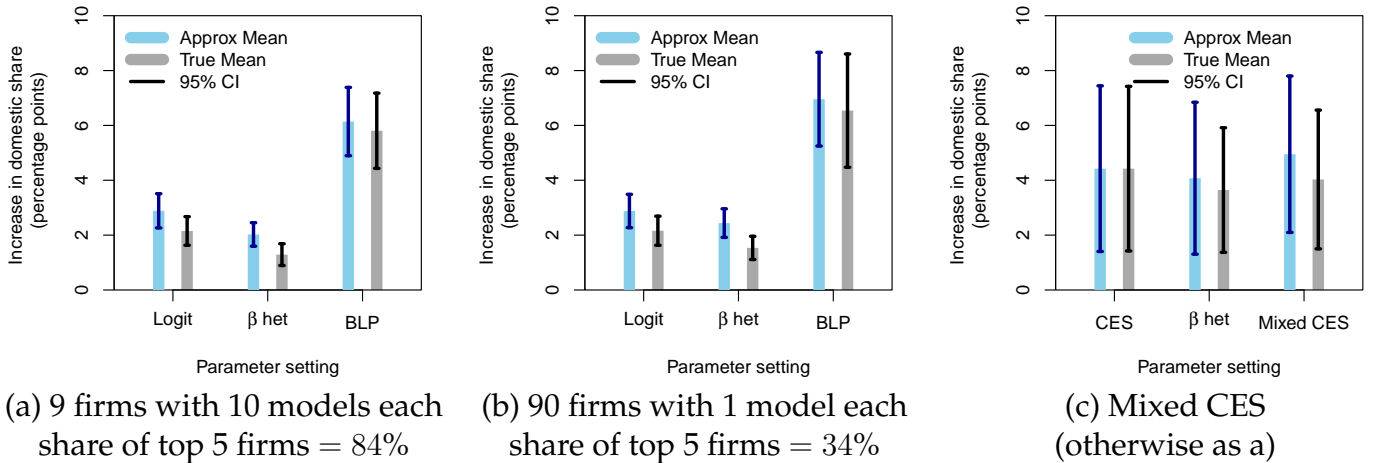 Increase in domestic share
(percentage points)
0
2
4
6
8
10
Approx Mean
True Mean
95% CI
Logit
β het
BLP
Parameter setting
(a) 9 firms with 10 models each
share of top 5 firms = 84%
Increase in domestic share
(percentage points)
0
2
4
6
8
10
Approx Mean
True Mean
95% CI
Logit
β het
BLP
Parameter setting
(b) 90 firms with 1 model each
share of top 5 firms = 34%
Increase in domestic share
(percentage points)
0
2
4
6
8
10
Approx Mean
True Mean
95% CI
CES
β het
Mixed CES
Parameter setting
(c) Mixed CES
(otherwise as a)